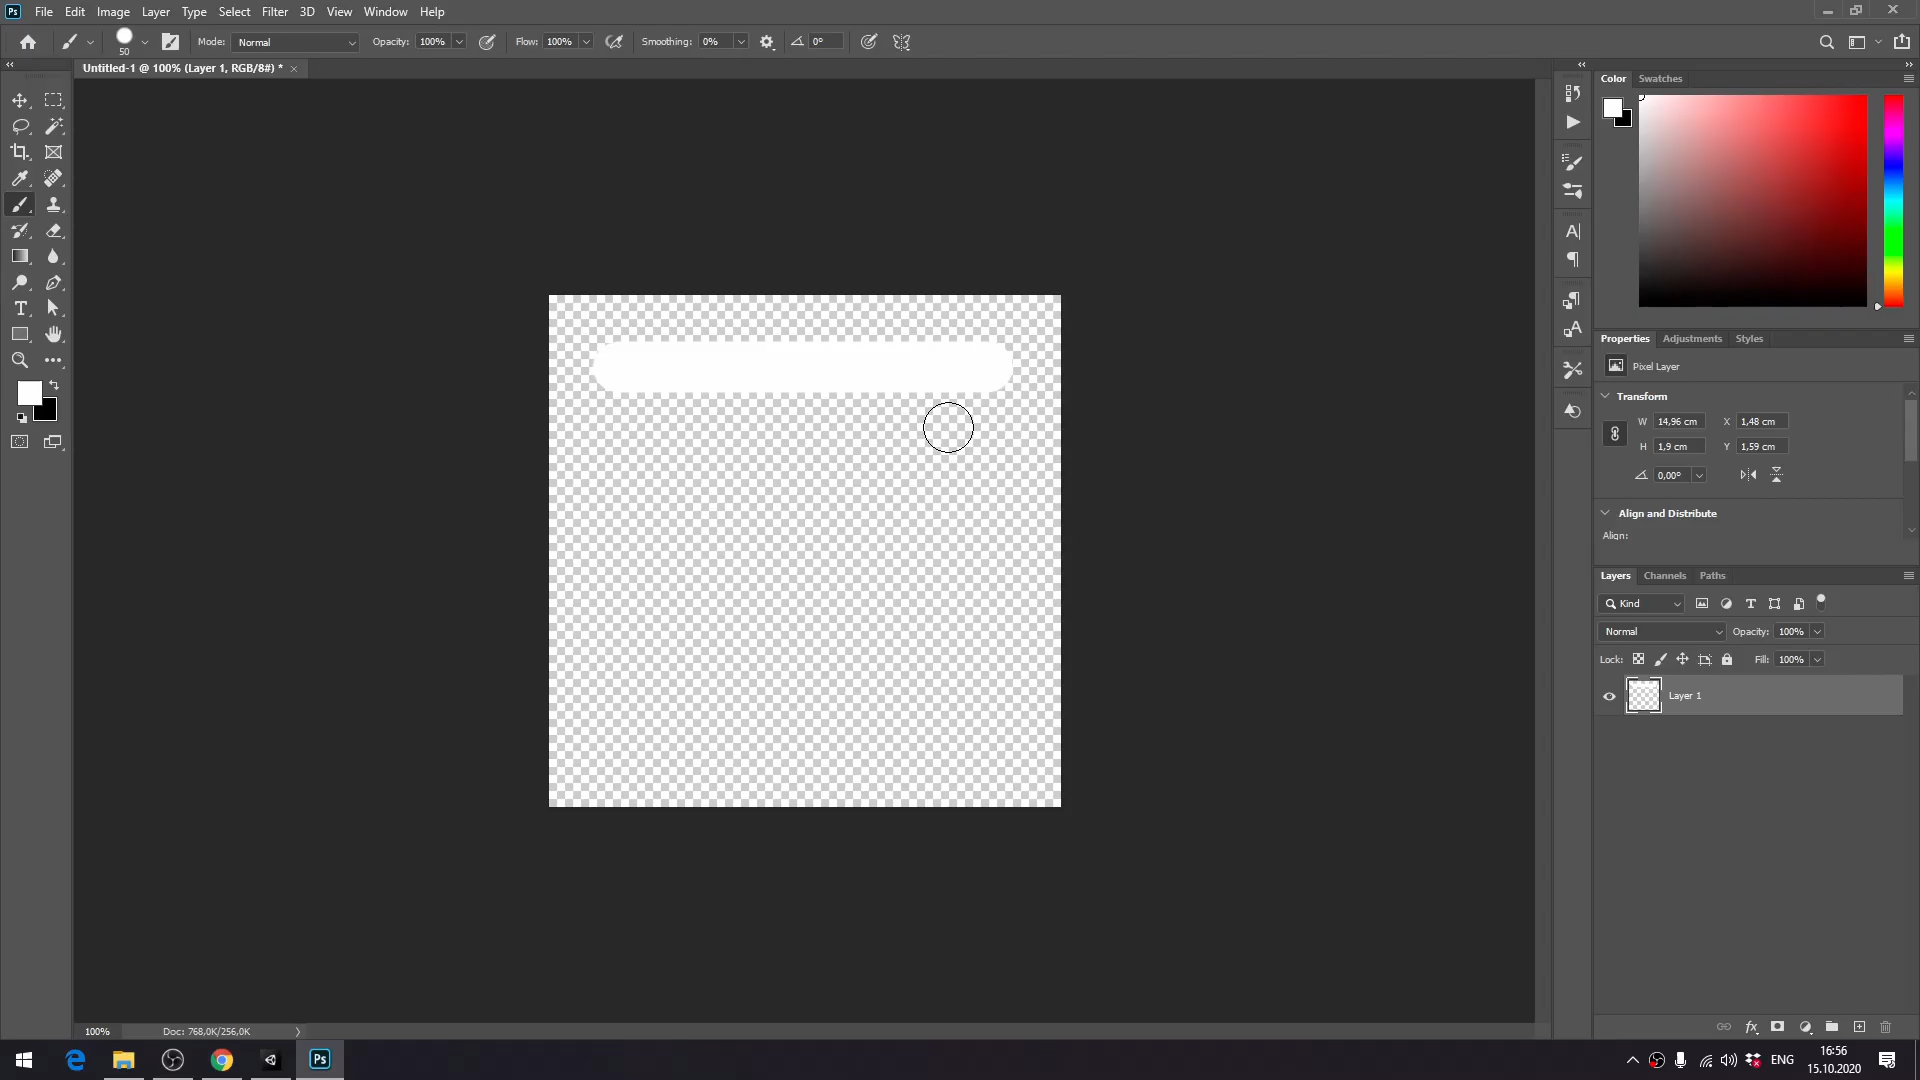 Ps File Edit Image Layer Type Select Filter 3D View Window Help
50 Mode: Normal Opacity: 100% Flow: 100% Smoothing: 0% 0°
Untitled-1 @ 100% (Layer 1, RGB/8#) *
Color Swatches
Properties Adjustments Styles
Pixel Layer
Transform
W 14,96 cm X 1,48 cm
H 1,9 cm Y 1,59 cm
0,00°
Align and Distribute
Align:
Layers Channels Paths
Kind
Normal Opacity: 100%
Lock: Fill: 100%
Layer 1
100% Doc: 768,0K/256,0K
Ps ENG 16:56
15.10.2020